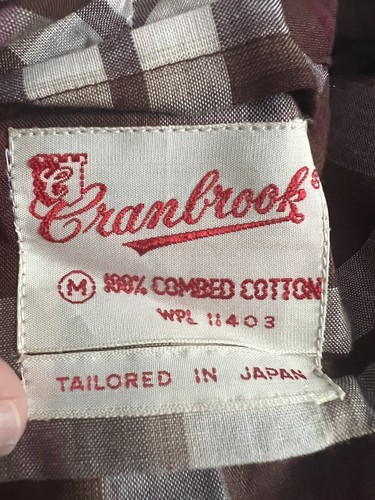 Cranbrook®
M 100% COMBED COTTON
WPL 11403
TAILORED IN JAPAN